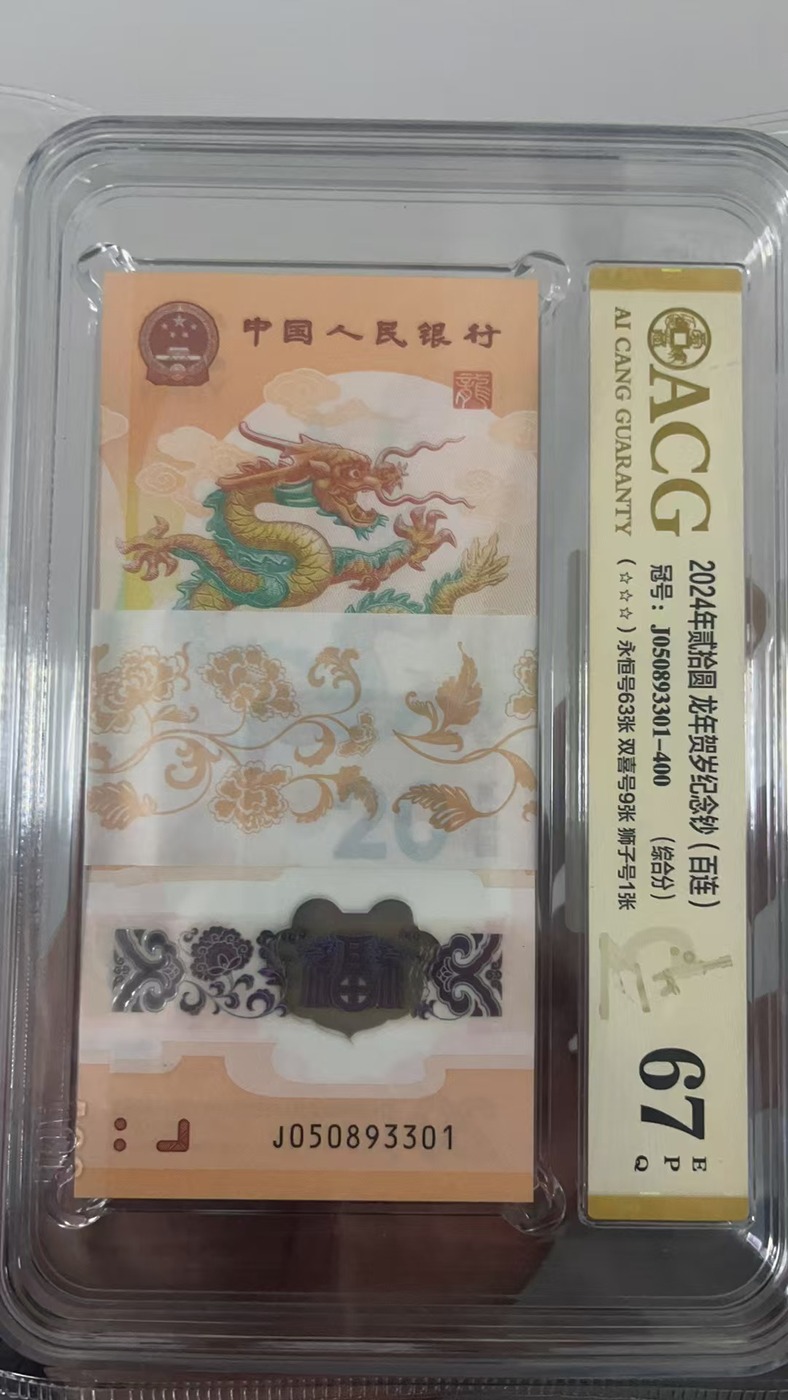 中国人民银行
龍
20
J050893301
ACG
AI CANG GUARANTY
2024年贰拾圆 龙年贺岁纪念钞 (百连)
冠号: J050893301-400 (综合分)
(☆☆☆) 永恒号63张 双喜号9张 狮子号1张
67
E
P
Q